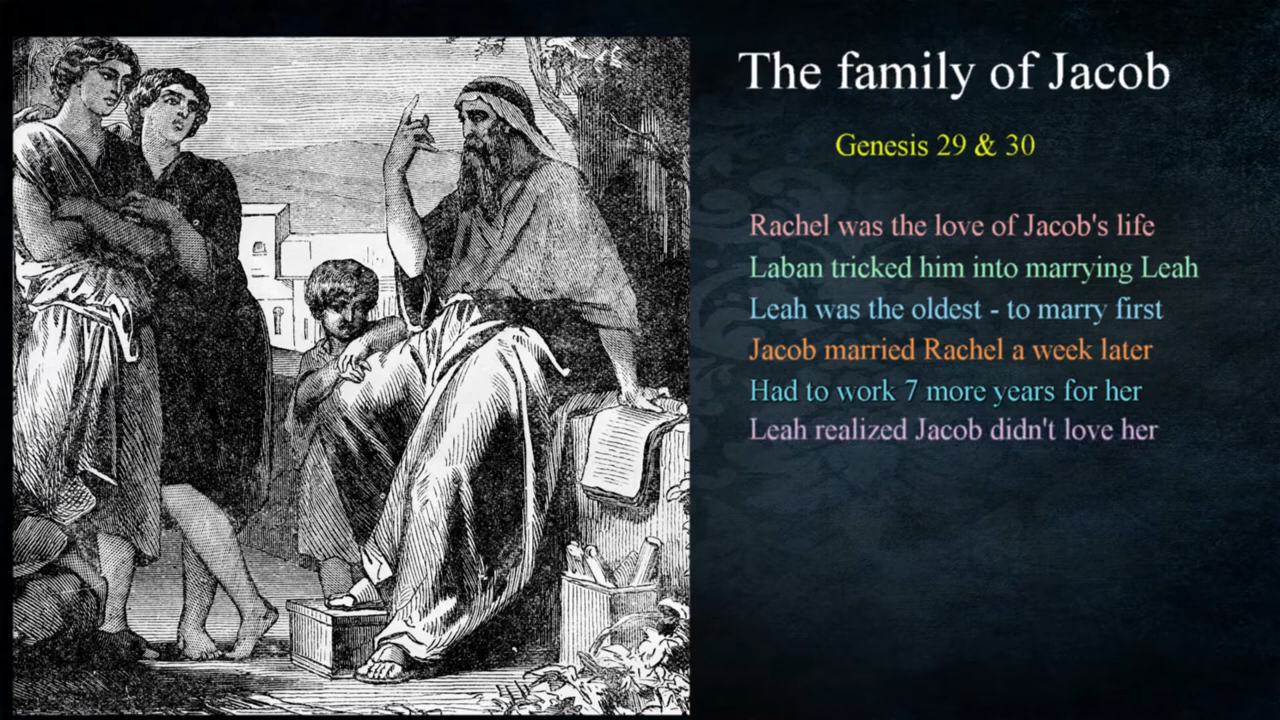 The family of Jacob
Genesis 29 & 30
Rachel was the love of Jacob's life
Laban tricked him into marrying Leah
Leah was the oldest - to marry first
Jacob married Rachel a week later
Had to work 7 more years for her
Leah realized Jacob didn't love her